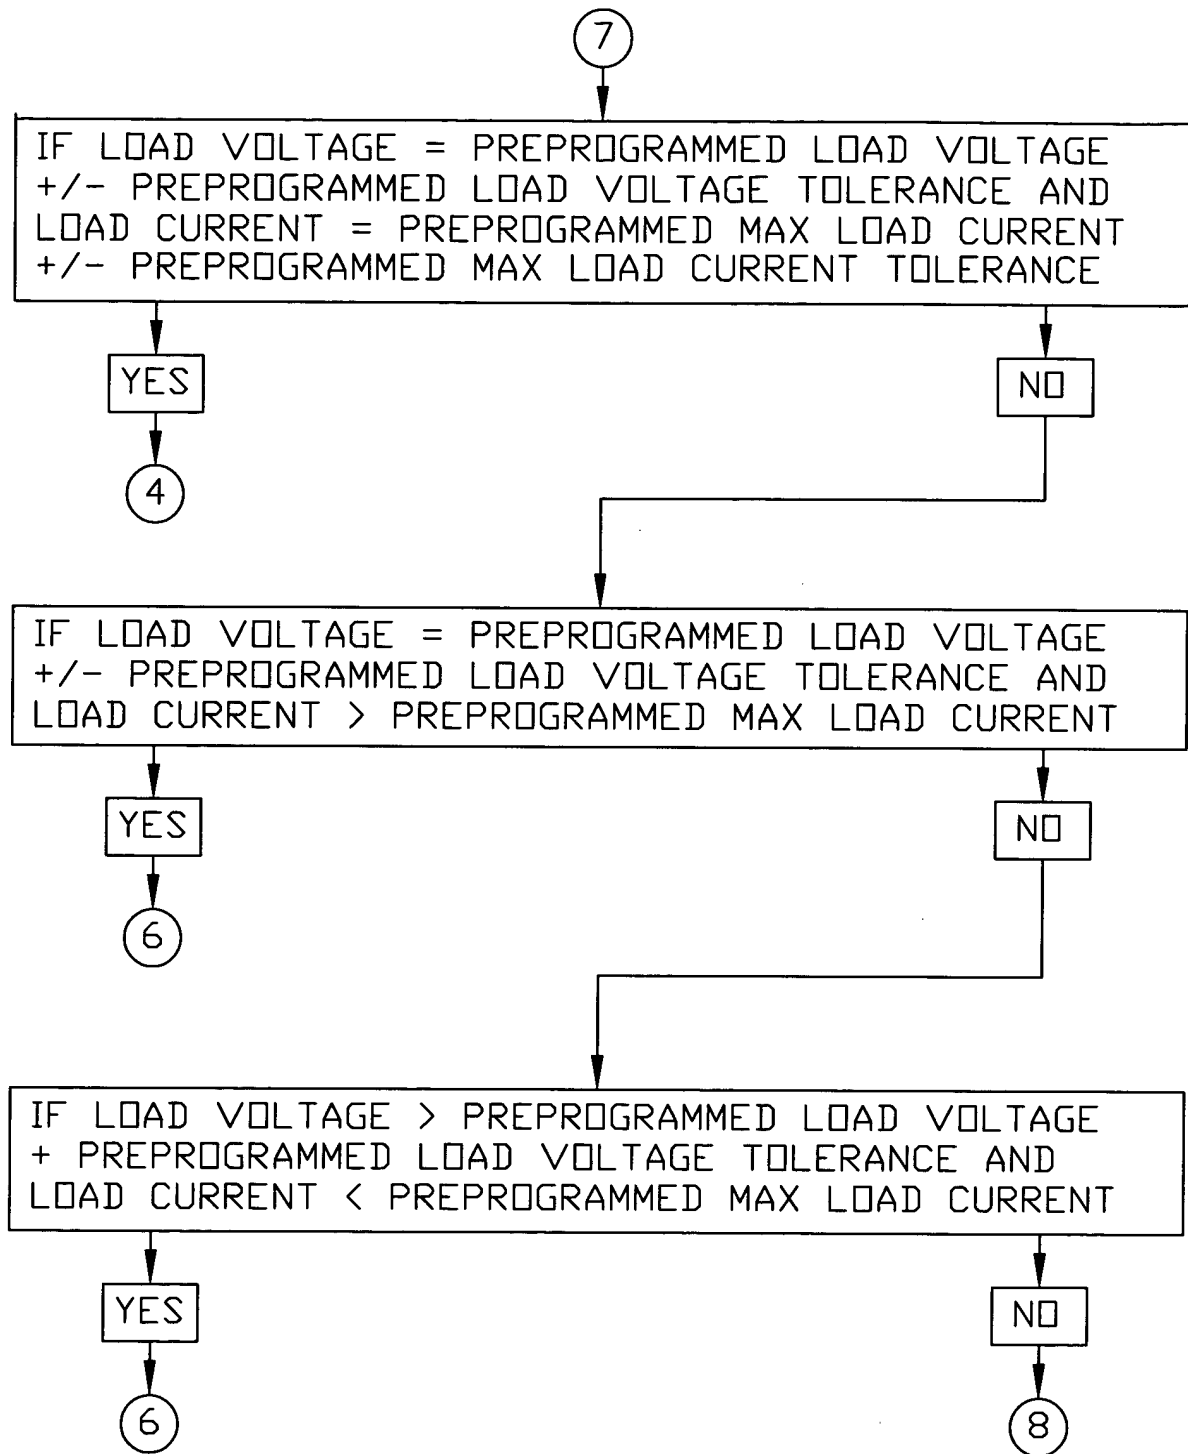 7
IF LOAD VOLTAGE = PREPROGRAMMED LOAD VOLTAGE
+/- PREPROGRAMMED LOAD VOLTAGE TOLERANCE AND
LOAD CURRENT = PREPROGRAMMED MAX LOAD CURRENT
+/- PREPROGRAMMED MAX LOAD CURRENT TOLERANCE
YES
NO
4
IF LOAD VOLTAGE = PREPROGRAMMED LOAD VOLTAGE
+/- PREPROGRAMMED LOAD VOLTAGE TOLERANCE AND
LOAD CURRENT > PREPROGRAMMED MAX LOAD CURRENT
YES
NO
6
IF LOAD VOLTAGE > PREPROGRAMMED LOAD VOLTAGE
+ PREPROGRAMMED LOAD VOLTAGE TOLERANCE AND
LOAD CURRENT < PREPROGRAMMED MAX LOAD CURRENT
YES
NO
6
8